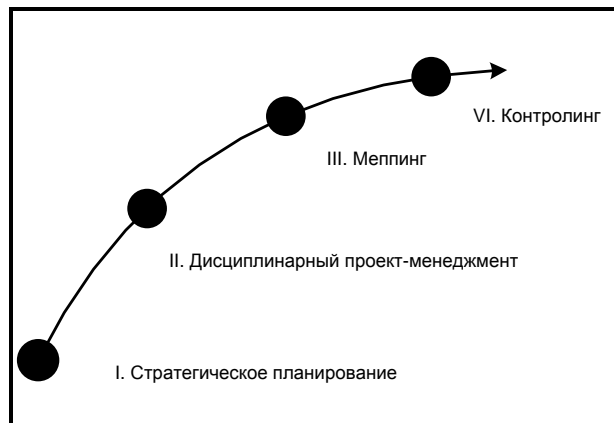 VI. Контролинг
III. Меппинг
II. Дисциплинарный проект-менеджмент
I. Стратегическое планирование